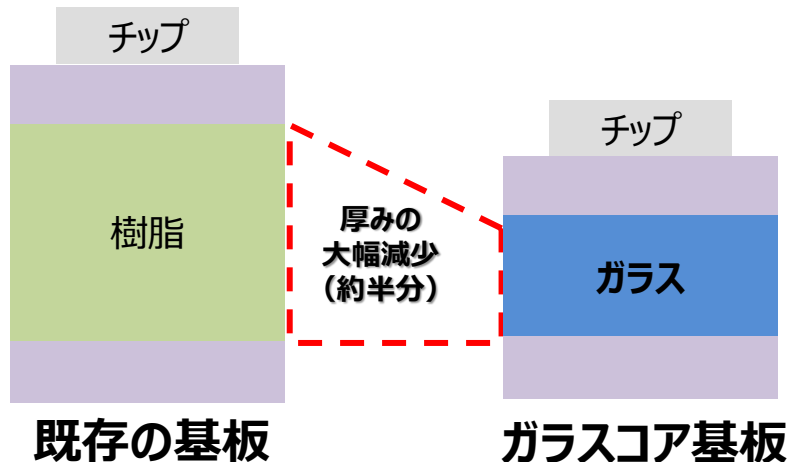 チップ
樹脂
既存の基板
厚みの
大幅減少
（約半分）
チップ
ガラス
ガラスコア基板